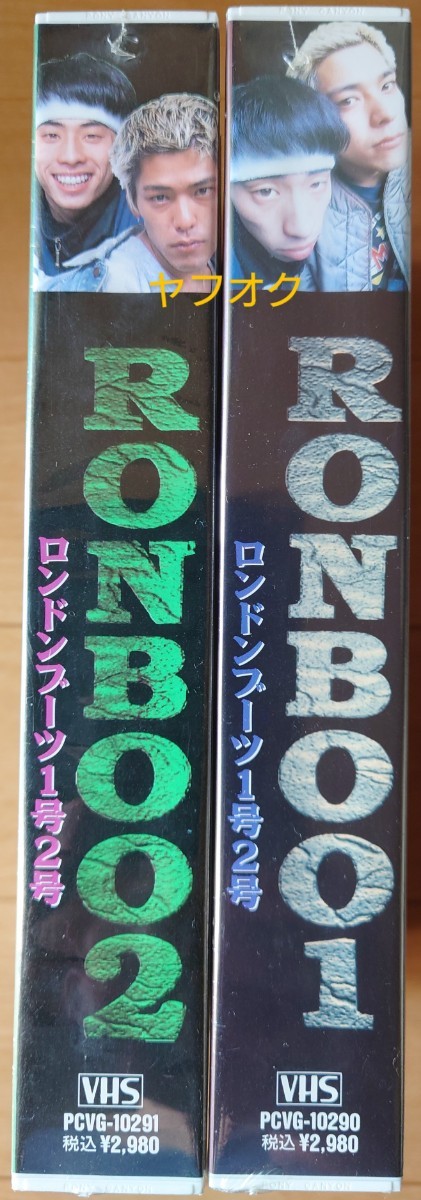 ヤフオク
RONBOO2
ロンドンブーツ1号2号
VHS
PCVG-10291
税込 ¥2,980
RONBOO1
ロンドンブーツ1号2号
VHS
PCVG-10290
税込 ¥2,980